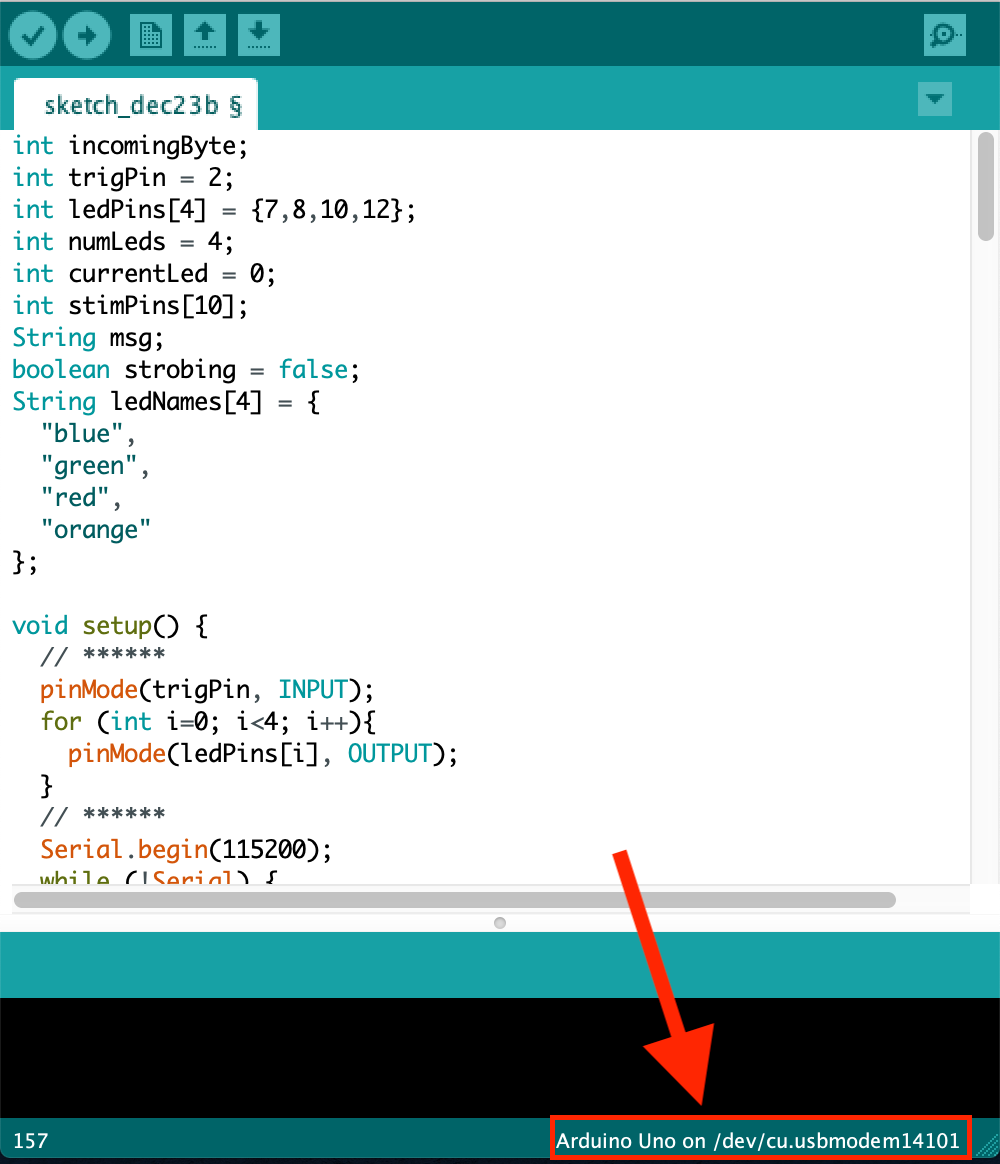 sketch_dec23b §
int incomingByte;
int trigPin = 2;
int ledPins[4] = {7,8,10,12};
int numLeds = 4;
int currentLed = 0;
int stimPins[10];
String msg;
boolean strobing = false;
String ledNames[4] = {
  "blue",
  "green",
  "red",
  "orange"
};

void setup() {
  // ******
  pinMode(trigPin, INPUT);
  for (int i=0; i<4; i++){
    pinMode(ledPins[i], OUTPUT);
  }
  // ******
  Serial.begin(115200);
  while (!Serial) {
157
Arduino Uno on /dev/cu.usbmodem14101